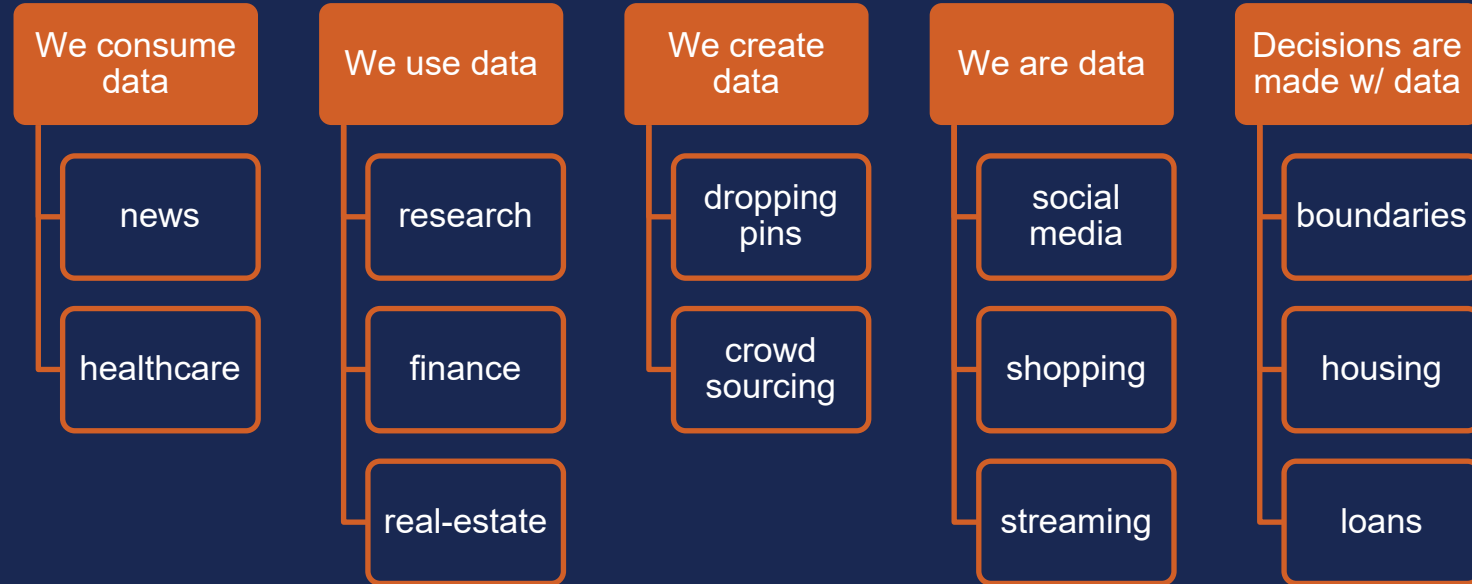 We consume
data
news
healthcare
We use data
research
finance
real-estate
We create
data
dropping
pins
crowd
sourcing
We are data
social
media
shopping
streaming
Decisions are
made w/ data
boundaries
housing
loans